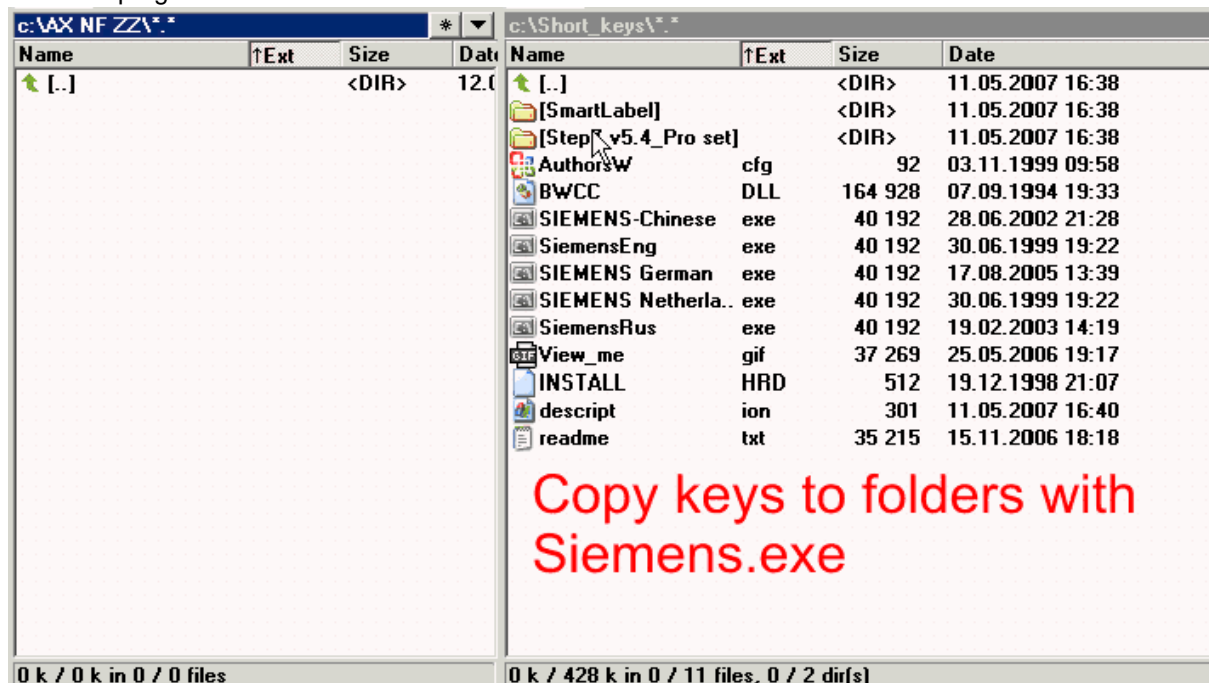 c:\AX NF ZZ\*.* * ▼
Name ↑Ext Size Date
[..] <DIR> 12.0
0 k / 0 k in 0 / 0 files
c:\Short_keys\*.*
Name ↑Ext Size Date
[..] <DIR> 11.05.2007 16:38
[SmartLabel] <DIR> 11.05.2007 16:38
v5.4_Pro set] <DIR> 11.05.2007 16:38
AuthorsW cfg 92 03.11.1999 09:58
BWCC DLL 164 928 07.09.1994 19:33
SIEMENS-Chinese exe 40 192 28.06.2002 21:28
SiemensEng exe 40 192 30.06.1999 19:22
SIEMENS German exe 40 192 17.08.2005 13:39
SIEMENS Netherla.. exe 40 192 30.06.1999 19:22
SiemensRus exe 40 192 19.02.2003 14:19
View_me gif 37 269 25.05.2006 19:17
INSTALL HRD 512 19.12.1998 21:07
descript ion 301 11.05.2007 16:40
readme txt 35 215 15.11.2006 18:18
Copy keys to folders with
Siemens.exe
0 k / 428 k in 0 / 11 files, 0 / 2 dir(s)